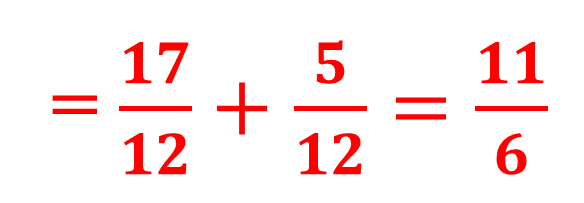 = 17/12 + 5/12 = 11/6